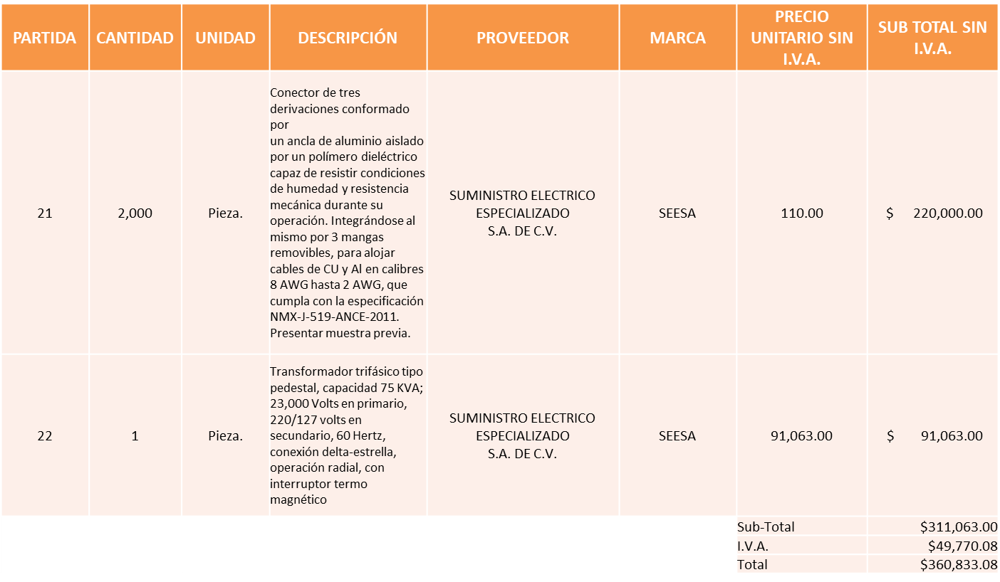 PARTIDA
CANTIDAD
UNIDAD
DESCRIPCIÓN
PROVEEDOR
MARCA
PRECIO
UNITARIO SIN
I.V.A.
SUB TOTAL SIN
I.V.A.
21
2,000
Pieza.
Conector de tres
derivaciones conformado
por
un ancla de aluminio aislado
por un polímero dieléctrico
capaz de resistir condiciones
de humedad y resistencia
mecánica durante su
operación. Integrándose al
mismo por 3 mangas
removibles, para alojar
cables de CU y Al en calibres
8 AWG hasta 2 AWG, que
cumpla con la especificación
NMX-J-519-ANCE-2011.
Presentar muestra previa.
SUMINISTRO ELECTRICO
ESPECIALIZADO
S.A. DE C.V.
SEESA
110.00
$ 220,000.00
22
1
Pieza.
Transformador trifásico tipo
pedestal, capacidad 75 KVA;
23,000 Volts en primario,
220/127 volts en
secundario, 60 Hertz,
conexión delta-estrella,
operación radial, con
interruptor termo
magnético
SUMINISTRO ELECTRICO
ESPECIALIZADO
S.A. DE C.V.
SEESA
91,063.00
$ 91,063.00
Sub-Total $311,063.00
I.V.A. $49,770.08
Total $360,833.08